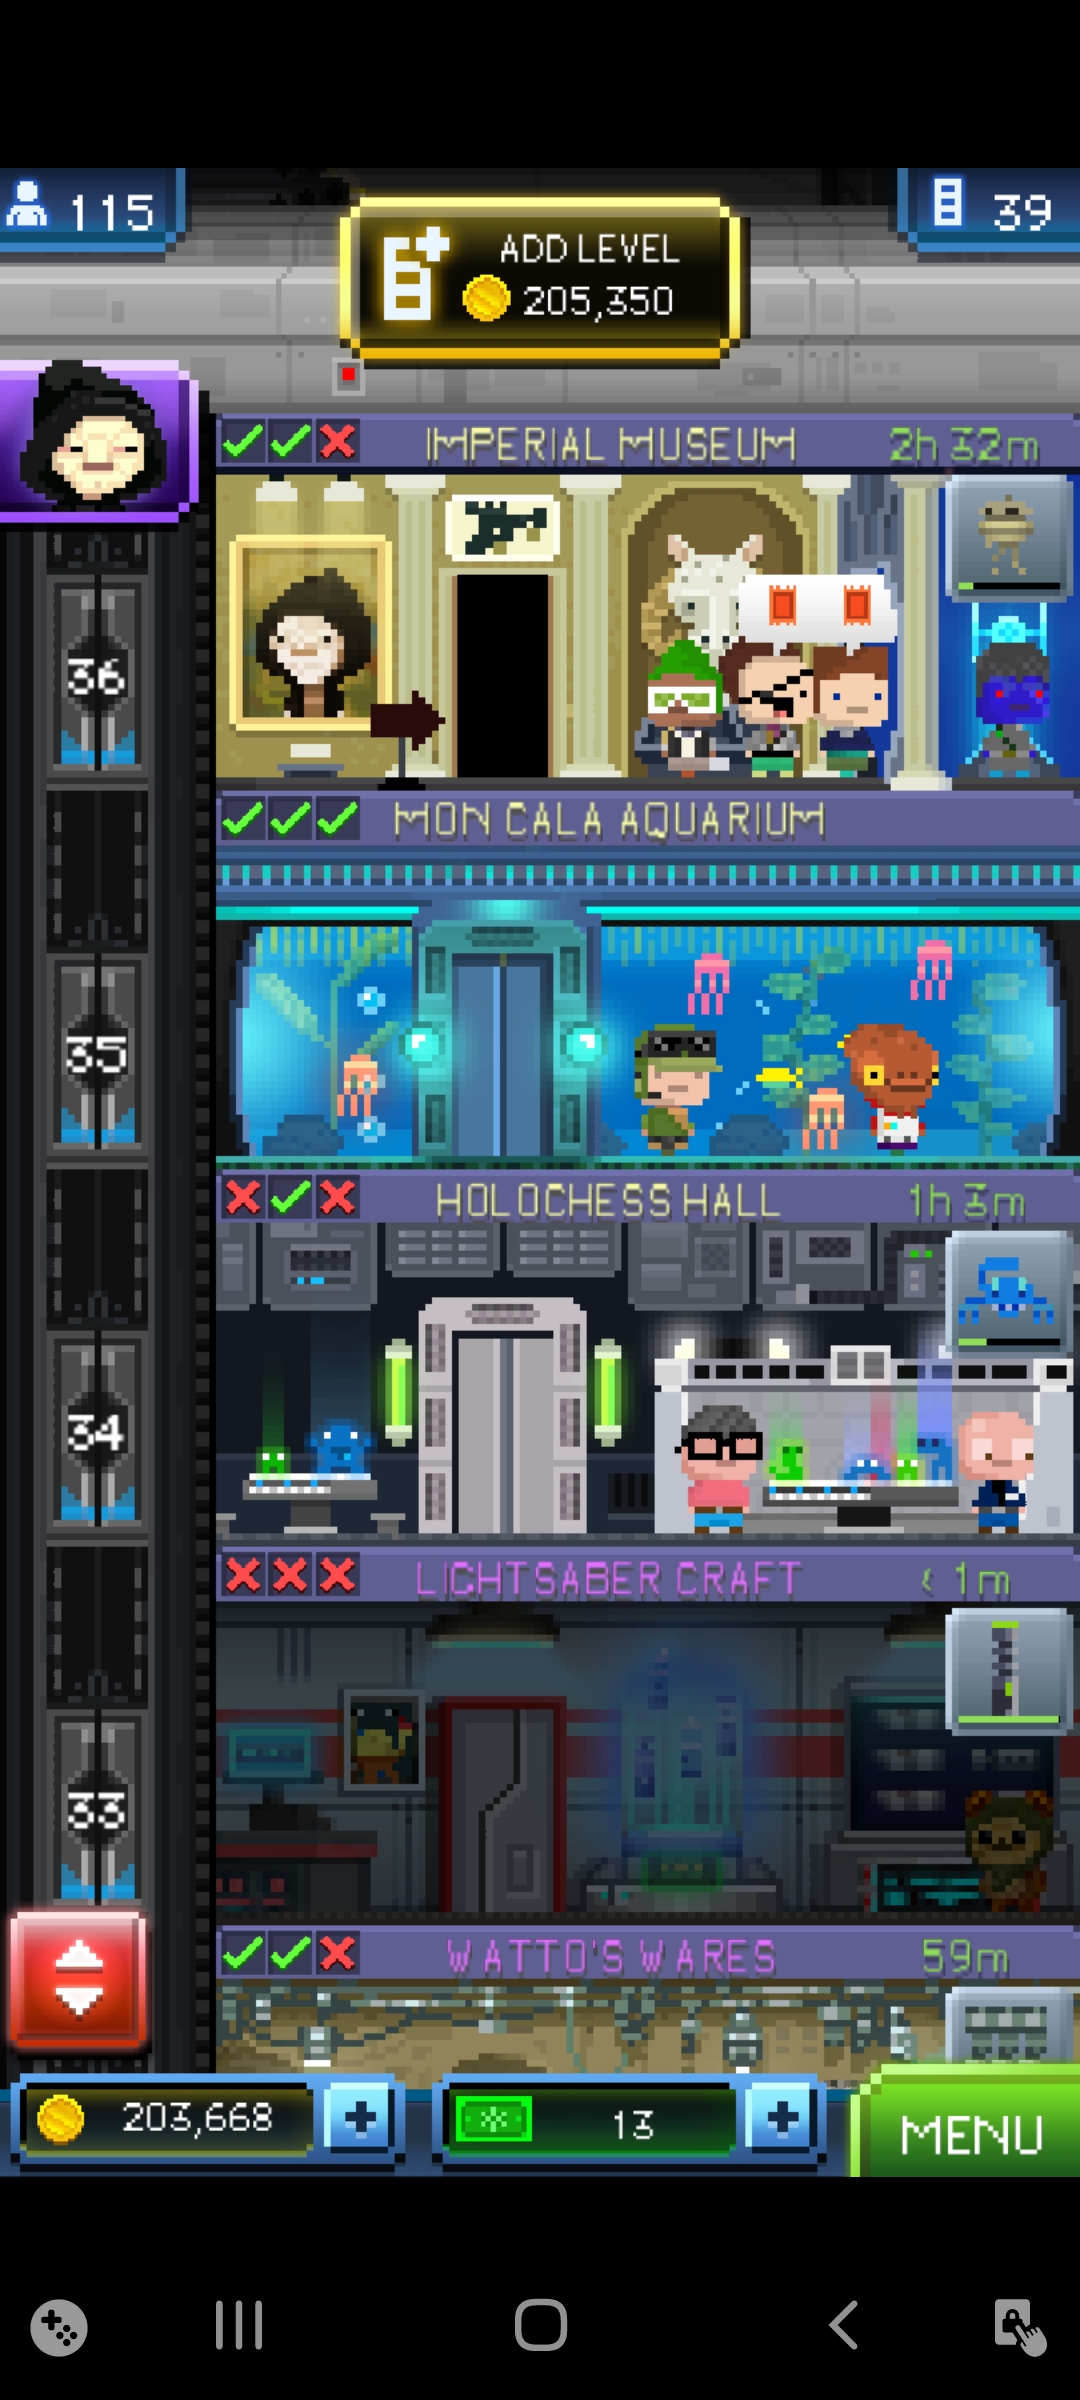 115
ADD LEVEL
205,350
39
IMPERIAL MUSEUM
2h 32m
36
MON CALA AQUARIUM
35
HOLOCHESS HALL
1h 3m
34
LIGHTSABER CRAFT
< 1m
33
WATTO'S WARES
59m
203,668
13
MENU